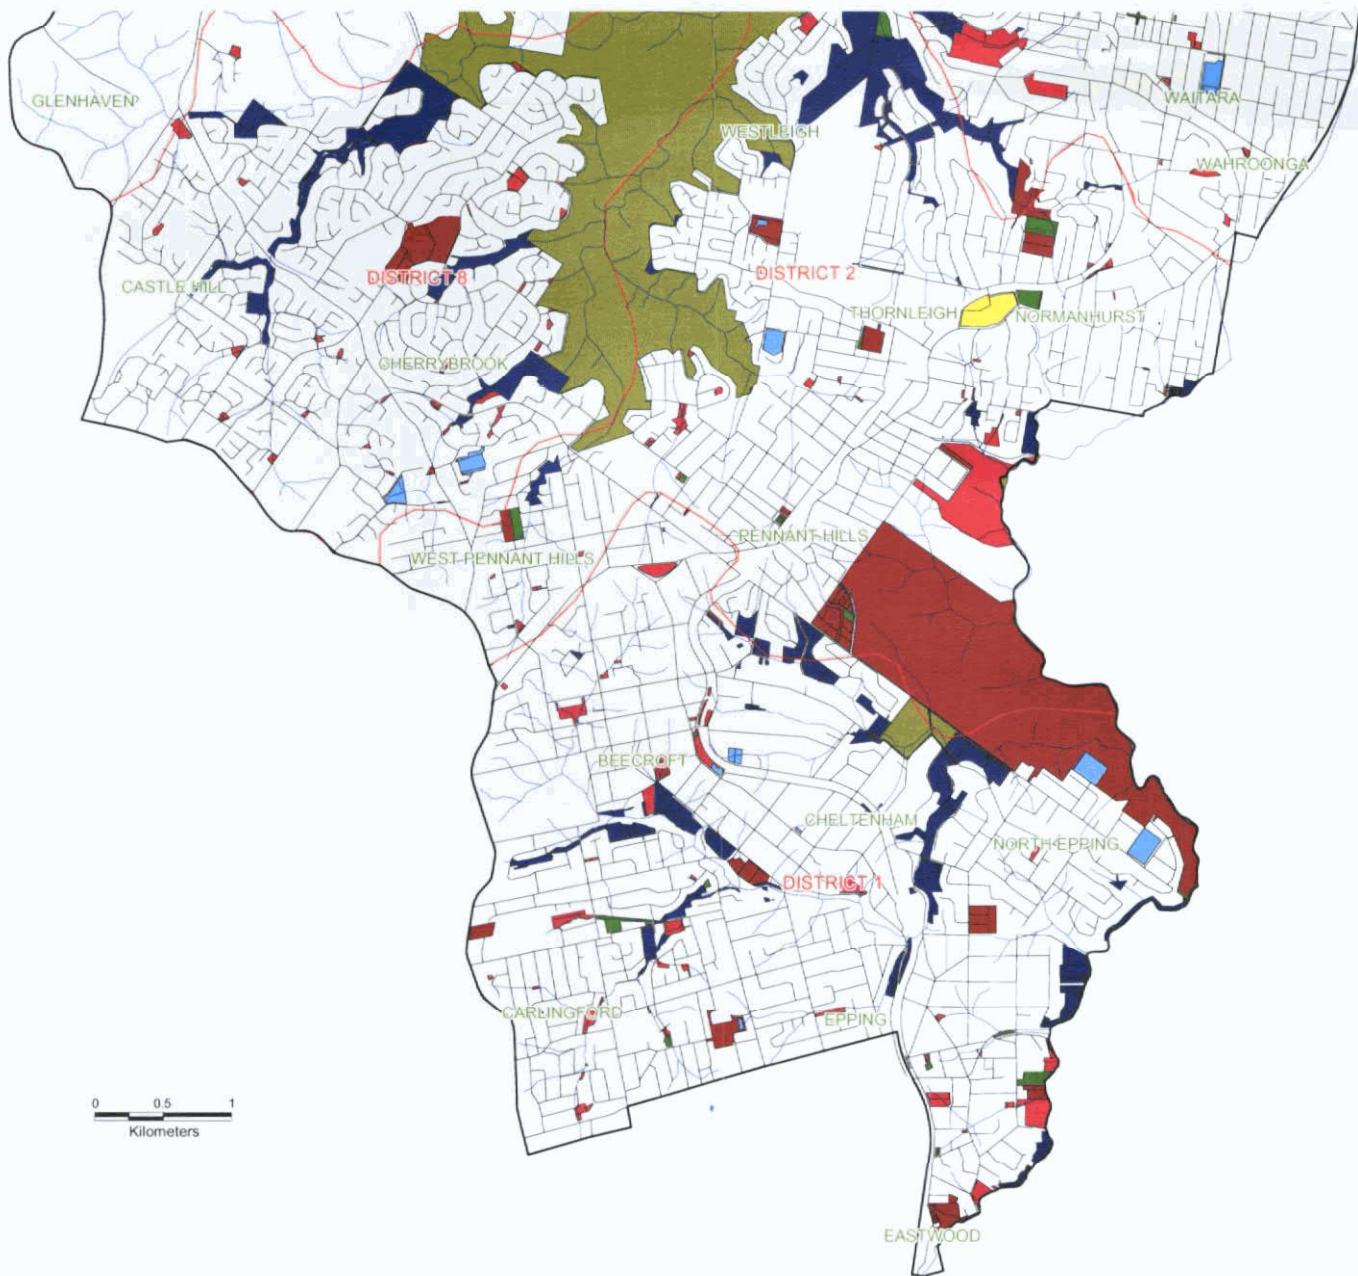 WAITARA
GLENHAVEN
WESTLEIGH
WAHROONGA
DISTRICT 8
DISTRICT 2
CASTLE HILL
THORNLEIGH
NORMANHURST
CHERRYBROOK
PENNANT HILLS
WEST PENNANT HILLS
BEECROFT
CHELTENHAM
NORTH EPPING
DISTRICT 1
CARLINGFORD
EPPING
0 0.5 1
Kilometers
EASTWOOD